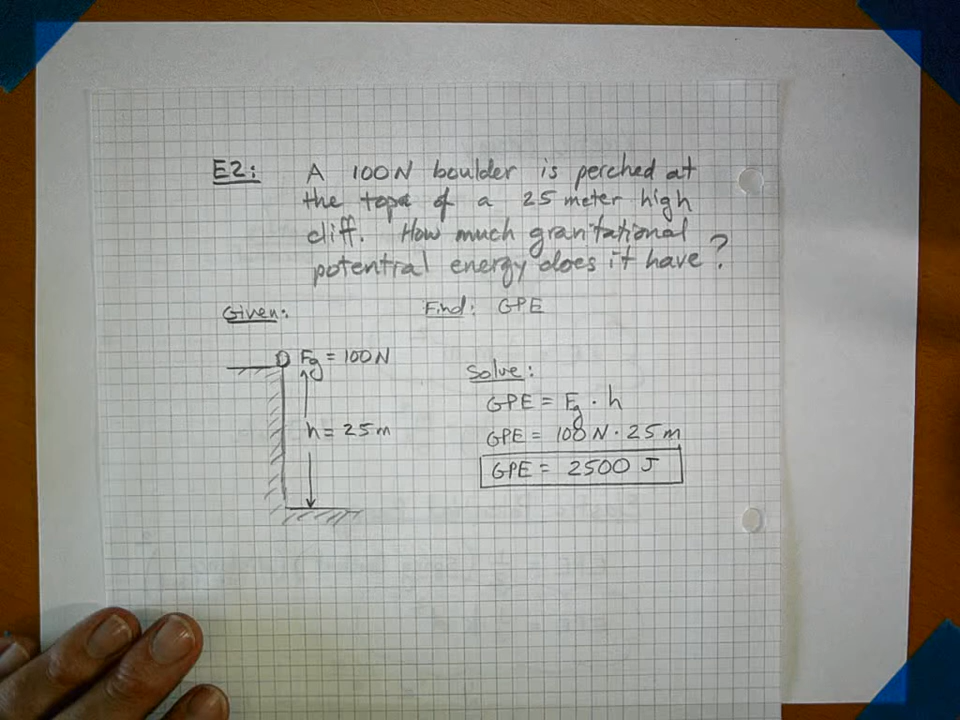 E2: A 100N boulder is perched at
the top of a 25 meter high
cliff. How much gravitational
potential energy does it have?
Given:
Find: GPE
Fg = 100N
h = 25m
Solve:
GPE = Fg · h
GPE = 100 N · 25 m
GPE = 2500 J